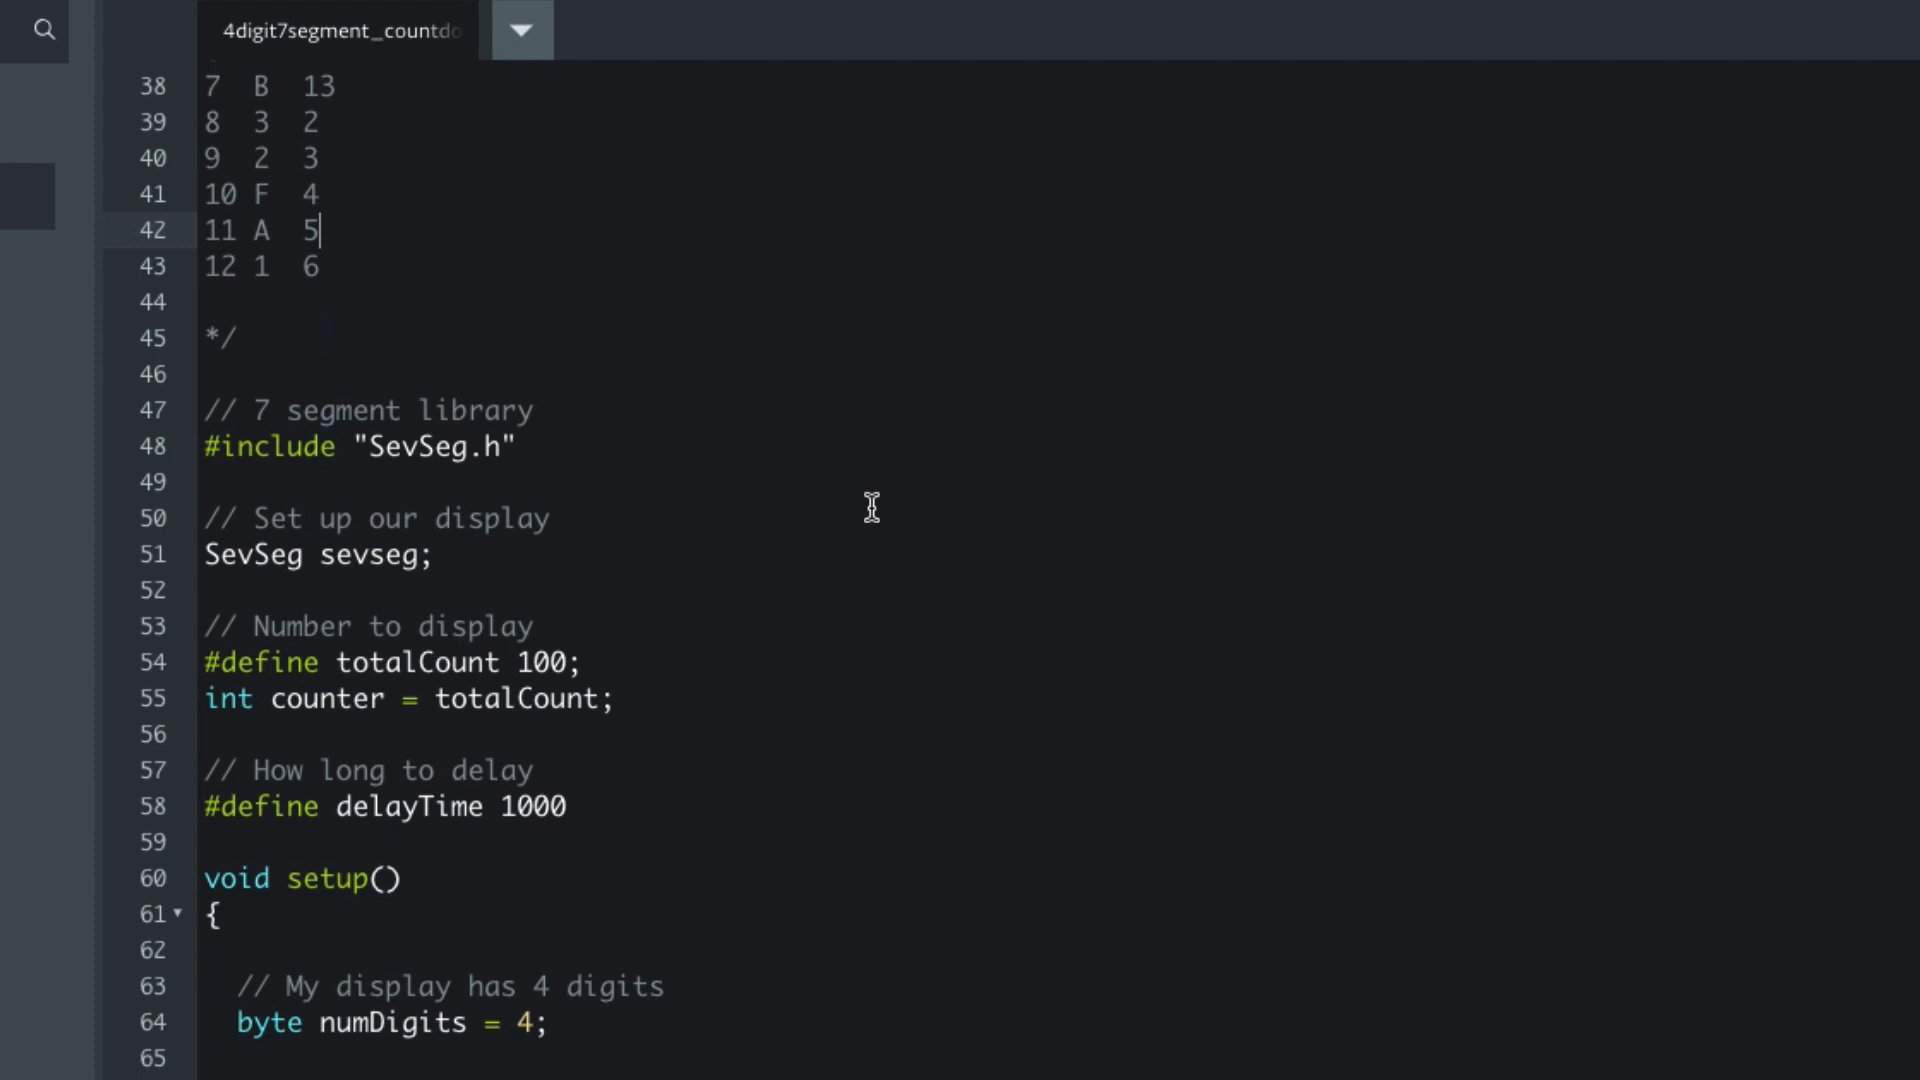 4digit7segment_countdo
38 7 B 13
39 8 3 2
40 9 2 3
41 10 F 4
42 11 A 5
43 12 1 6
44
45 */
46
47 // 7 segment library
48 #include "SevSeg.h"
49
50 // Set up our display
51 SevSeg sevseg;
52
53 // Number to display
54 #define totalCount 100;
55 int counter = totalCount;
56
57 // How long to delay
58 #define delayTime 1000
59
60 void setup()
61 {
62
63 // My display has 4 digits
64 byte numDigits = 4;
65